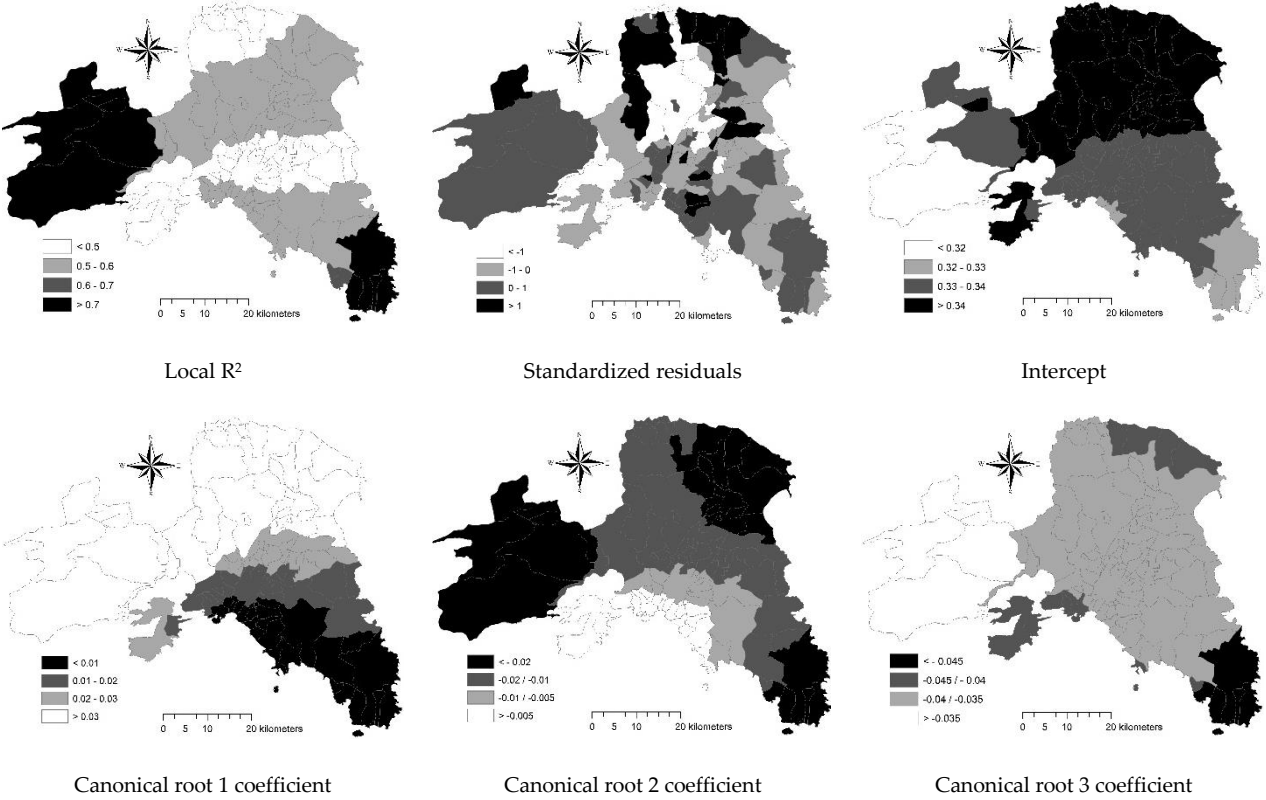 N
W E
S
< 0.5
0.5 - 0.6
0.6 - 0.7
> 0.7
0 5 10 20 kilometers
Local R²
N
W E
S
< -1
-1 - 0
0 - 1
> 1
0 5 10 20 kilometers
Standardized residuals
N
W E
S
< 0.32
0.32 - 0.33
0.33 - 0.34
> 0.34
0 5 10 20 kilometers
Intercept
N
W E
S
< 0.01
0.01 - 0.02
0.02 - 0.03
> 0.03
0 5 10 20 kilometers
Canonical root 1 coefficient
N
W E
S
< - 0.02
-0.02 / -0.01
-0.01 / -0.005
> -0.005
0 5 10 20 kilometers
Canonical root 2 coefficient
N
W E
S
< - 0.045
-0.045 / -0.04
-0.04 / -0.035
> -0.035
0 5 10 20 kilometers
Canonical root 3 coefficient